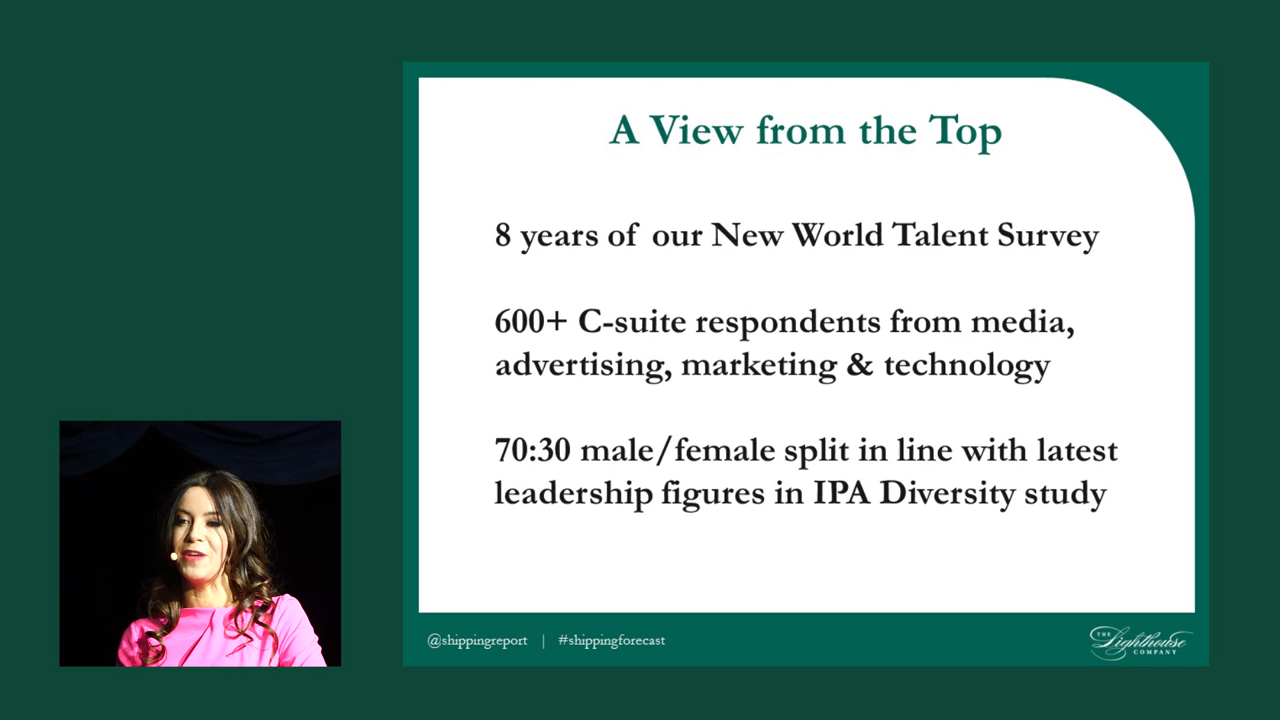 A View from the Top
8 years of our New World Talent Survey
600+ C-suite respondents from media,
advertising, marketing & technology
70:30 male/female split in line with latest
leadership figures in IPA Diversity study
@shippingreport | #shippingforecast
THE
Lighthouse
COMPANY